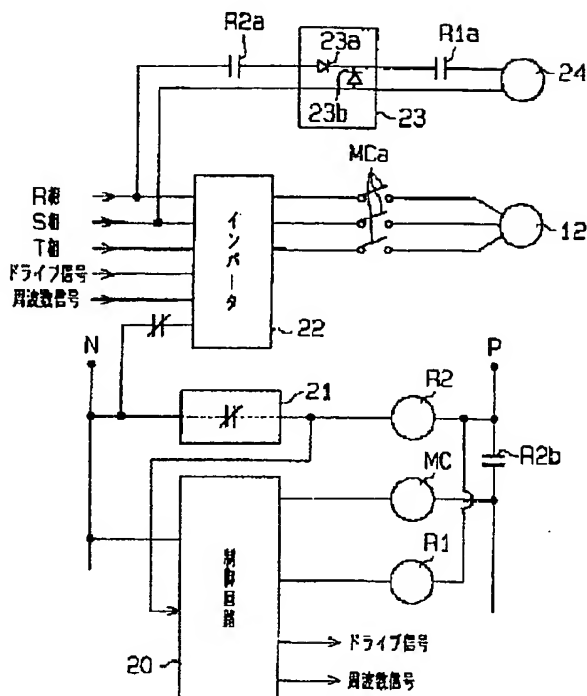 R2a
23a
R1a
24
23b
23
MCa
R相
S相
T相
ドライブ信号
周波数信号
インバータ
12
22
N
P
21
R2
R2b
MC
R1
制御回路
20
ドライブ信号
周波数信号